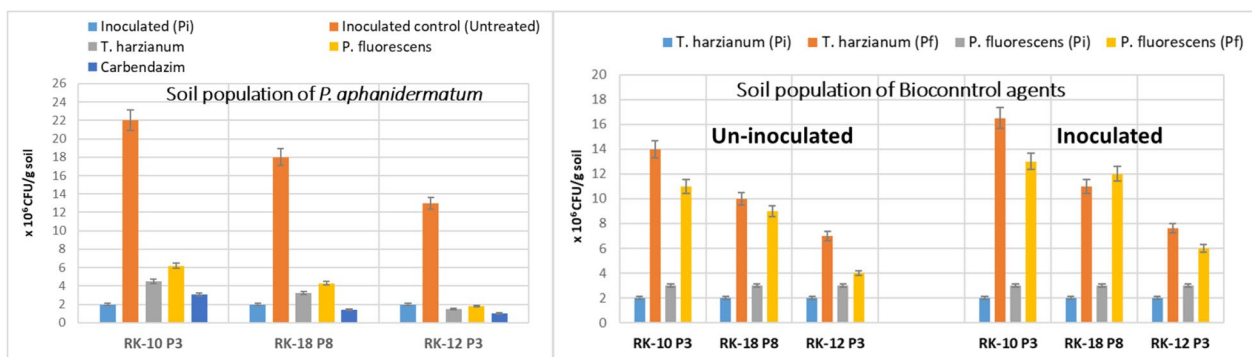 Inoculated (Pi) Inoculated control (Untreated)
T. harzianum P. fluorescens
Carbendazim
Soil population of P. aphanidermatum
x 10⁶ CFU/g soil
26
24
22
20
18
16
14
12
10
8
6
4
2
0
RK-10 P3 RK-18 P8 RK-12 P3
T. harzianum (Pi) T. harzianum (Pf) P. fluorescens (Pi) P. fluorescens (Pf)
Soil population of Bioconntrol agents
Un-inoculated Inoculated
x 10⁶ CFU/g soil
20
18
16
14
12
10
8
6
4
2
0
RK-10 P3 RK-18 P8 RK-12 P3 RK-10 P3 RK-18 P8 RK-12 P3